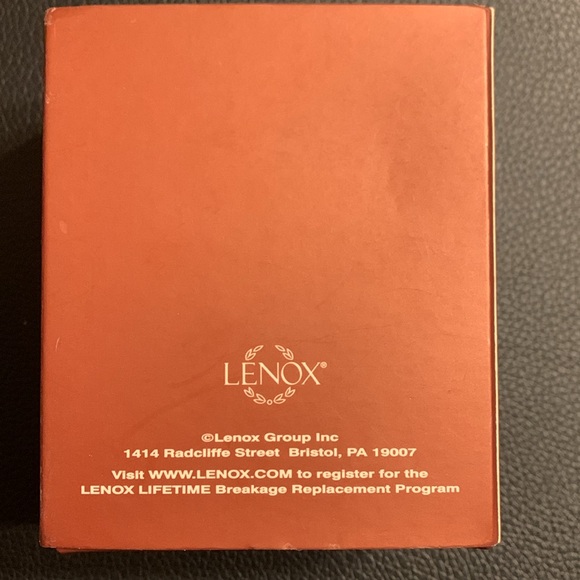 LENOX®
©Lenox Group Inc
1414 Radcliffe Street Bristol, PA 19007
Visit WWW.LENOX.COM to register for the
LENOX LIFETIME Breakage Replacement Program